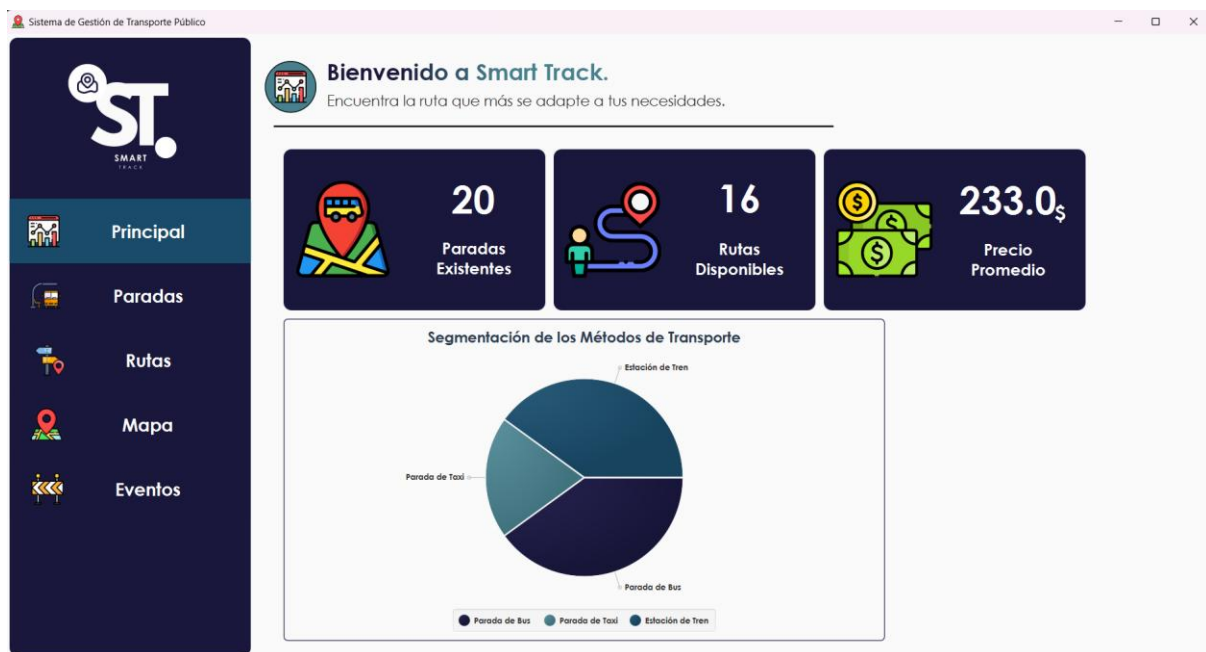 Sistema de Gestión de Transporte Público
ST.
SMART
TRACK
Principal
Paradas
Rutas
Mapa
Eventos
Bienvenido a Smart Track.
Encuentra la ruta que más se adapte a tus necesidades.
20
Paradas
Existentes
16
Rutas
Disponibles
233.0$
Precio
Promedio
Segmentación de los Métodos de Transporte
Estación de Tren
Parada de Taxi
Parada de Bus
Parada de Bus Parada de Taxi Estación de Tren